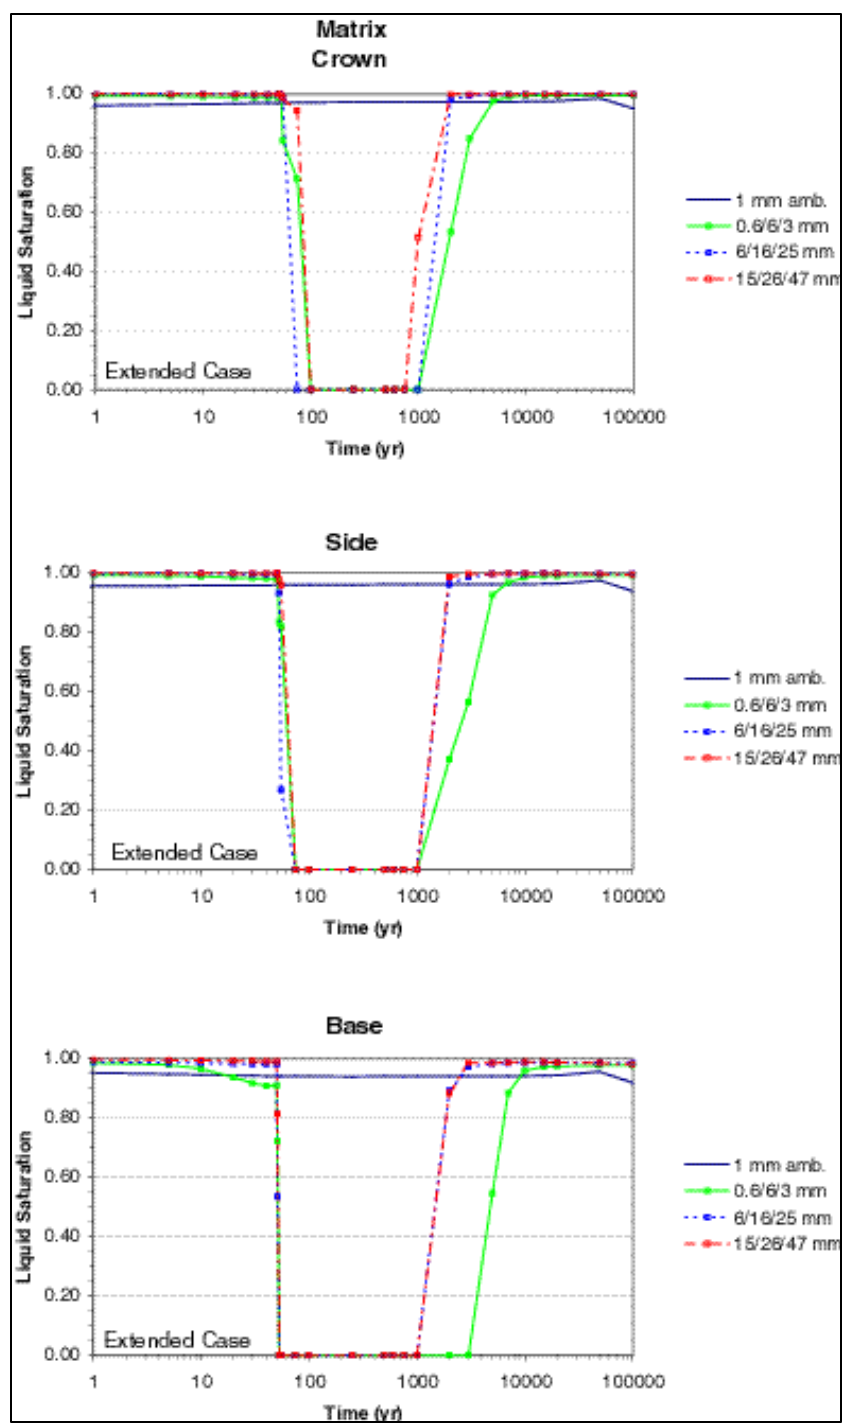 Matrix
Crown
1.00
0.80
0.60
0.40
0.20
0.00
Liquid Saturation
Extended Case
1 10 100 1000 10000 100000
Time (yr)
1 mm amb.
0.6/6/3 mm
6/16/25 mm
15/26/47 mm
Side
1.00
0.80
0.60
0.40
0.20
0.00
Liquid Saturation
Extended Case
1 10 100 1000 10000 100000
Time (yr)
1 mm amb.
0.6/6/3 mm
6/16/25 mm
15/26/47 mm
Base
1.00
0.80
0.60
0.40
0.20
0.00
Liquid Saturation
Extended Case
1 10 100 1000 10000 100000
Time (yr)
1 mm amb.
0.6/6/3 mm
6/16/25 mm
15/26/47 mm